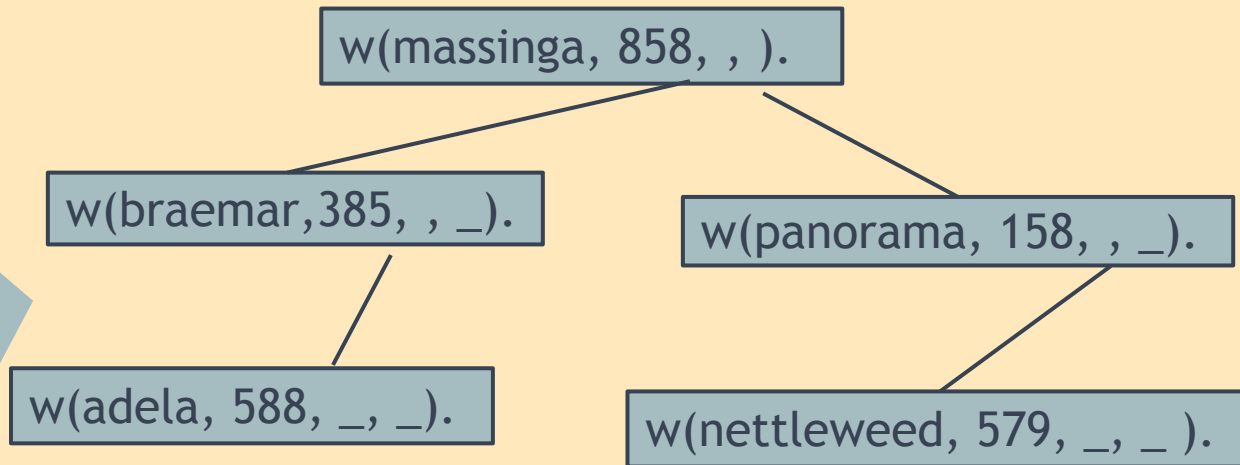 w(massinga, 858, , ).
w(braemar,385, , _).
w(panorama, 158, , _).
w(adela, 588, _, _).
w(nettleweed, 579, _, _ ).